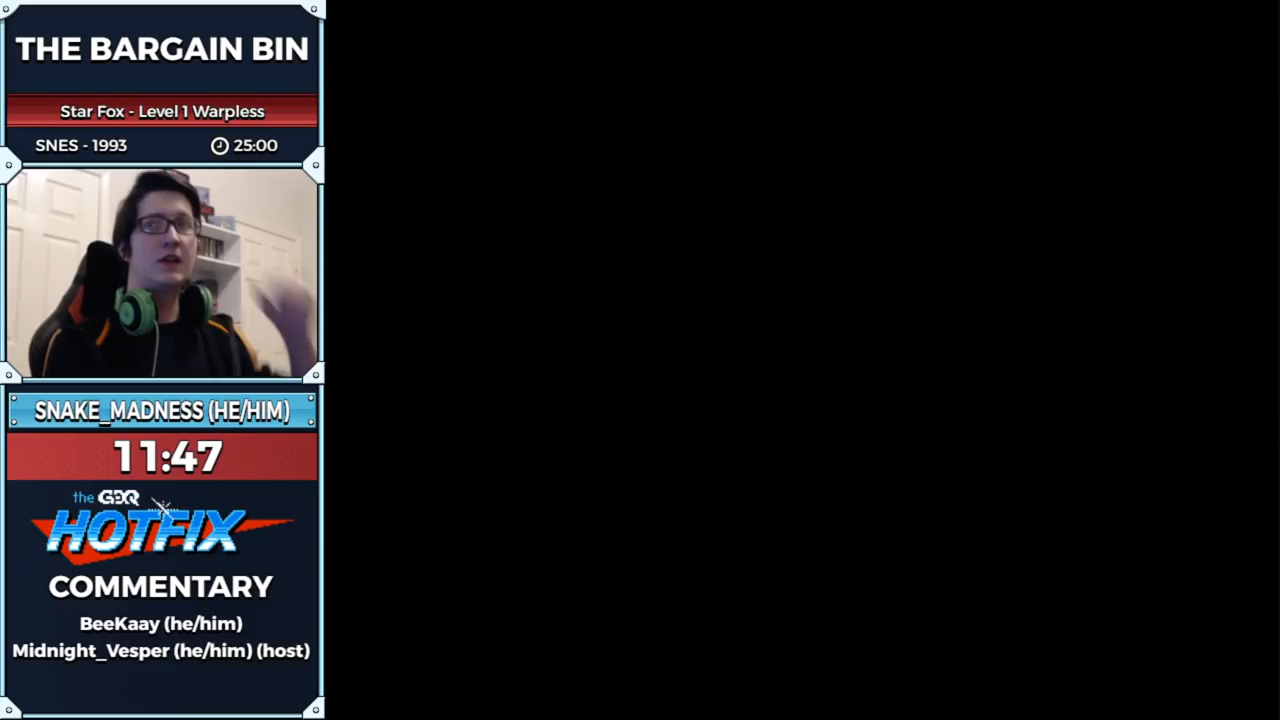 THE BARGAIN BIN
Star Fox - Level 1 Warpless
SNES - 1993
25:00
SNAKE_MADNESS (HE/HIM)
11:47
the GDQ
HOTFIX
COMMENTARY
BeeKaay (he/him)
Midnight_Vesper (he/him) (host)